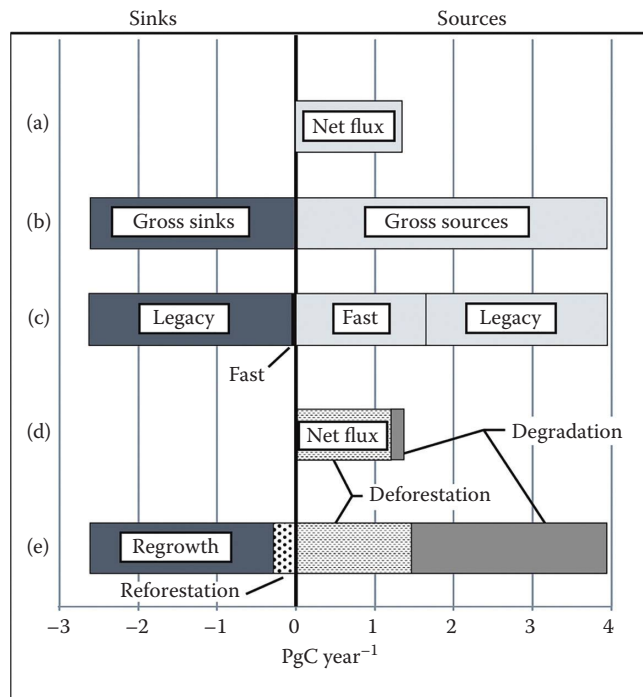 Sinks Sources
(a) Net flux
(b) Gross sinks Gross sources
(c) Legacy Fast Legacy
Fast
(d) Net flux
Degradation
Deforestation
(e) Regrowth
Reforestation
−3 −2 −1 0 1 2 3 4
PgC year⁻¹